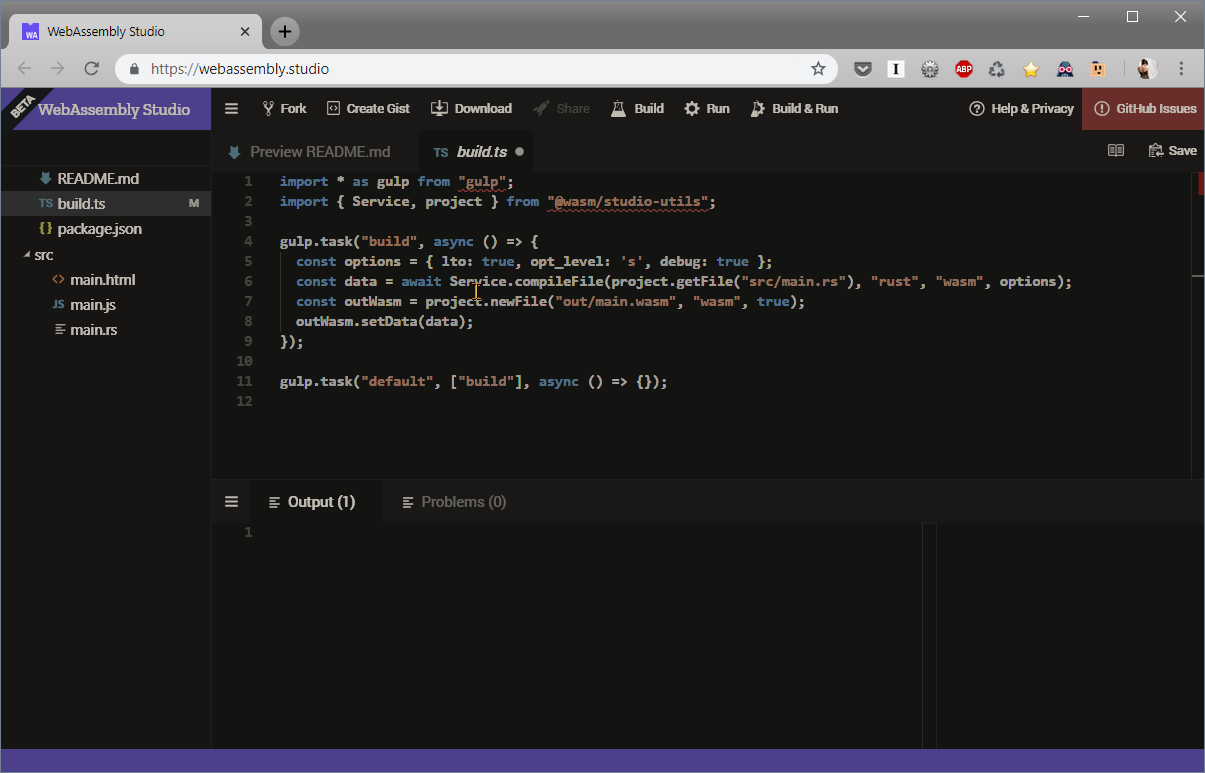 WebAssembly Studio
https://webassembly.studio
ABP
BETA
WebAssembly Studio
Fork
Create Gist
Download
Share
Build
Run
Build & Run
Help & Privacy
GitHub Issues
Preview README.md
TS build.ts
Save
README.md
TS build.ts M
{} package.json
src
<> main.html
JS main.js
main.rs
1 import * as gulp from "gulp";
2 import { Service, project } from "@wasm/studio-utils";
3
4 gulp.task("build", async () => {
5 const options = { lto: true, opt_level: 's', debug: true };
6 const data = await Service.compileFile(project.getFile("src/main.rs"), "rust", "wasm", options);
7 const outWasm = project.newFile("out/main.wasm", "wasm", true);
8 outWasm.setData(data);
9 });
10
11 gulp.task("default", ["build"], async () => {});
12
Output (1)
Problems (0)
1